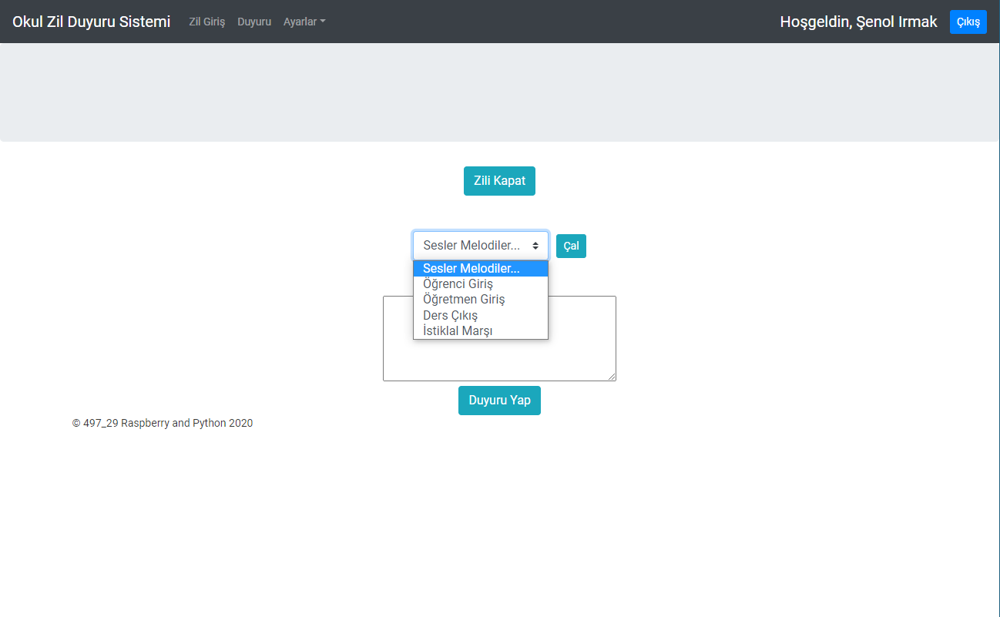 Okul Zil Duyuru Sistemi Zil Giriş Duyuru Ayarlar Hoşgeldin, Şenol Irmak Çıkış
Zili Kapat
Sesler Melodiler... Çal
Sesler Melodiler...
Öğrenci Giriş
Öğretmen Giriş
Ders Çıkış
İstiklal Marşı
Duyuru Yap
© 497_29 Raspberry and Python 2020